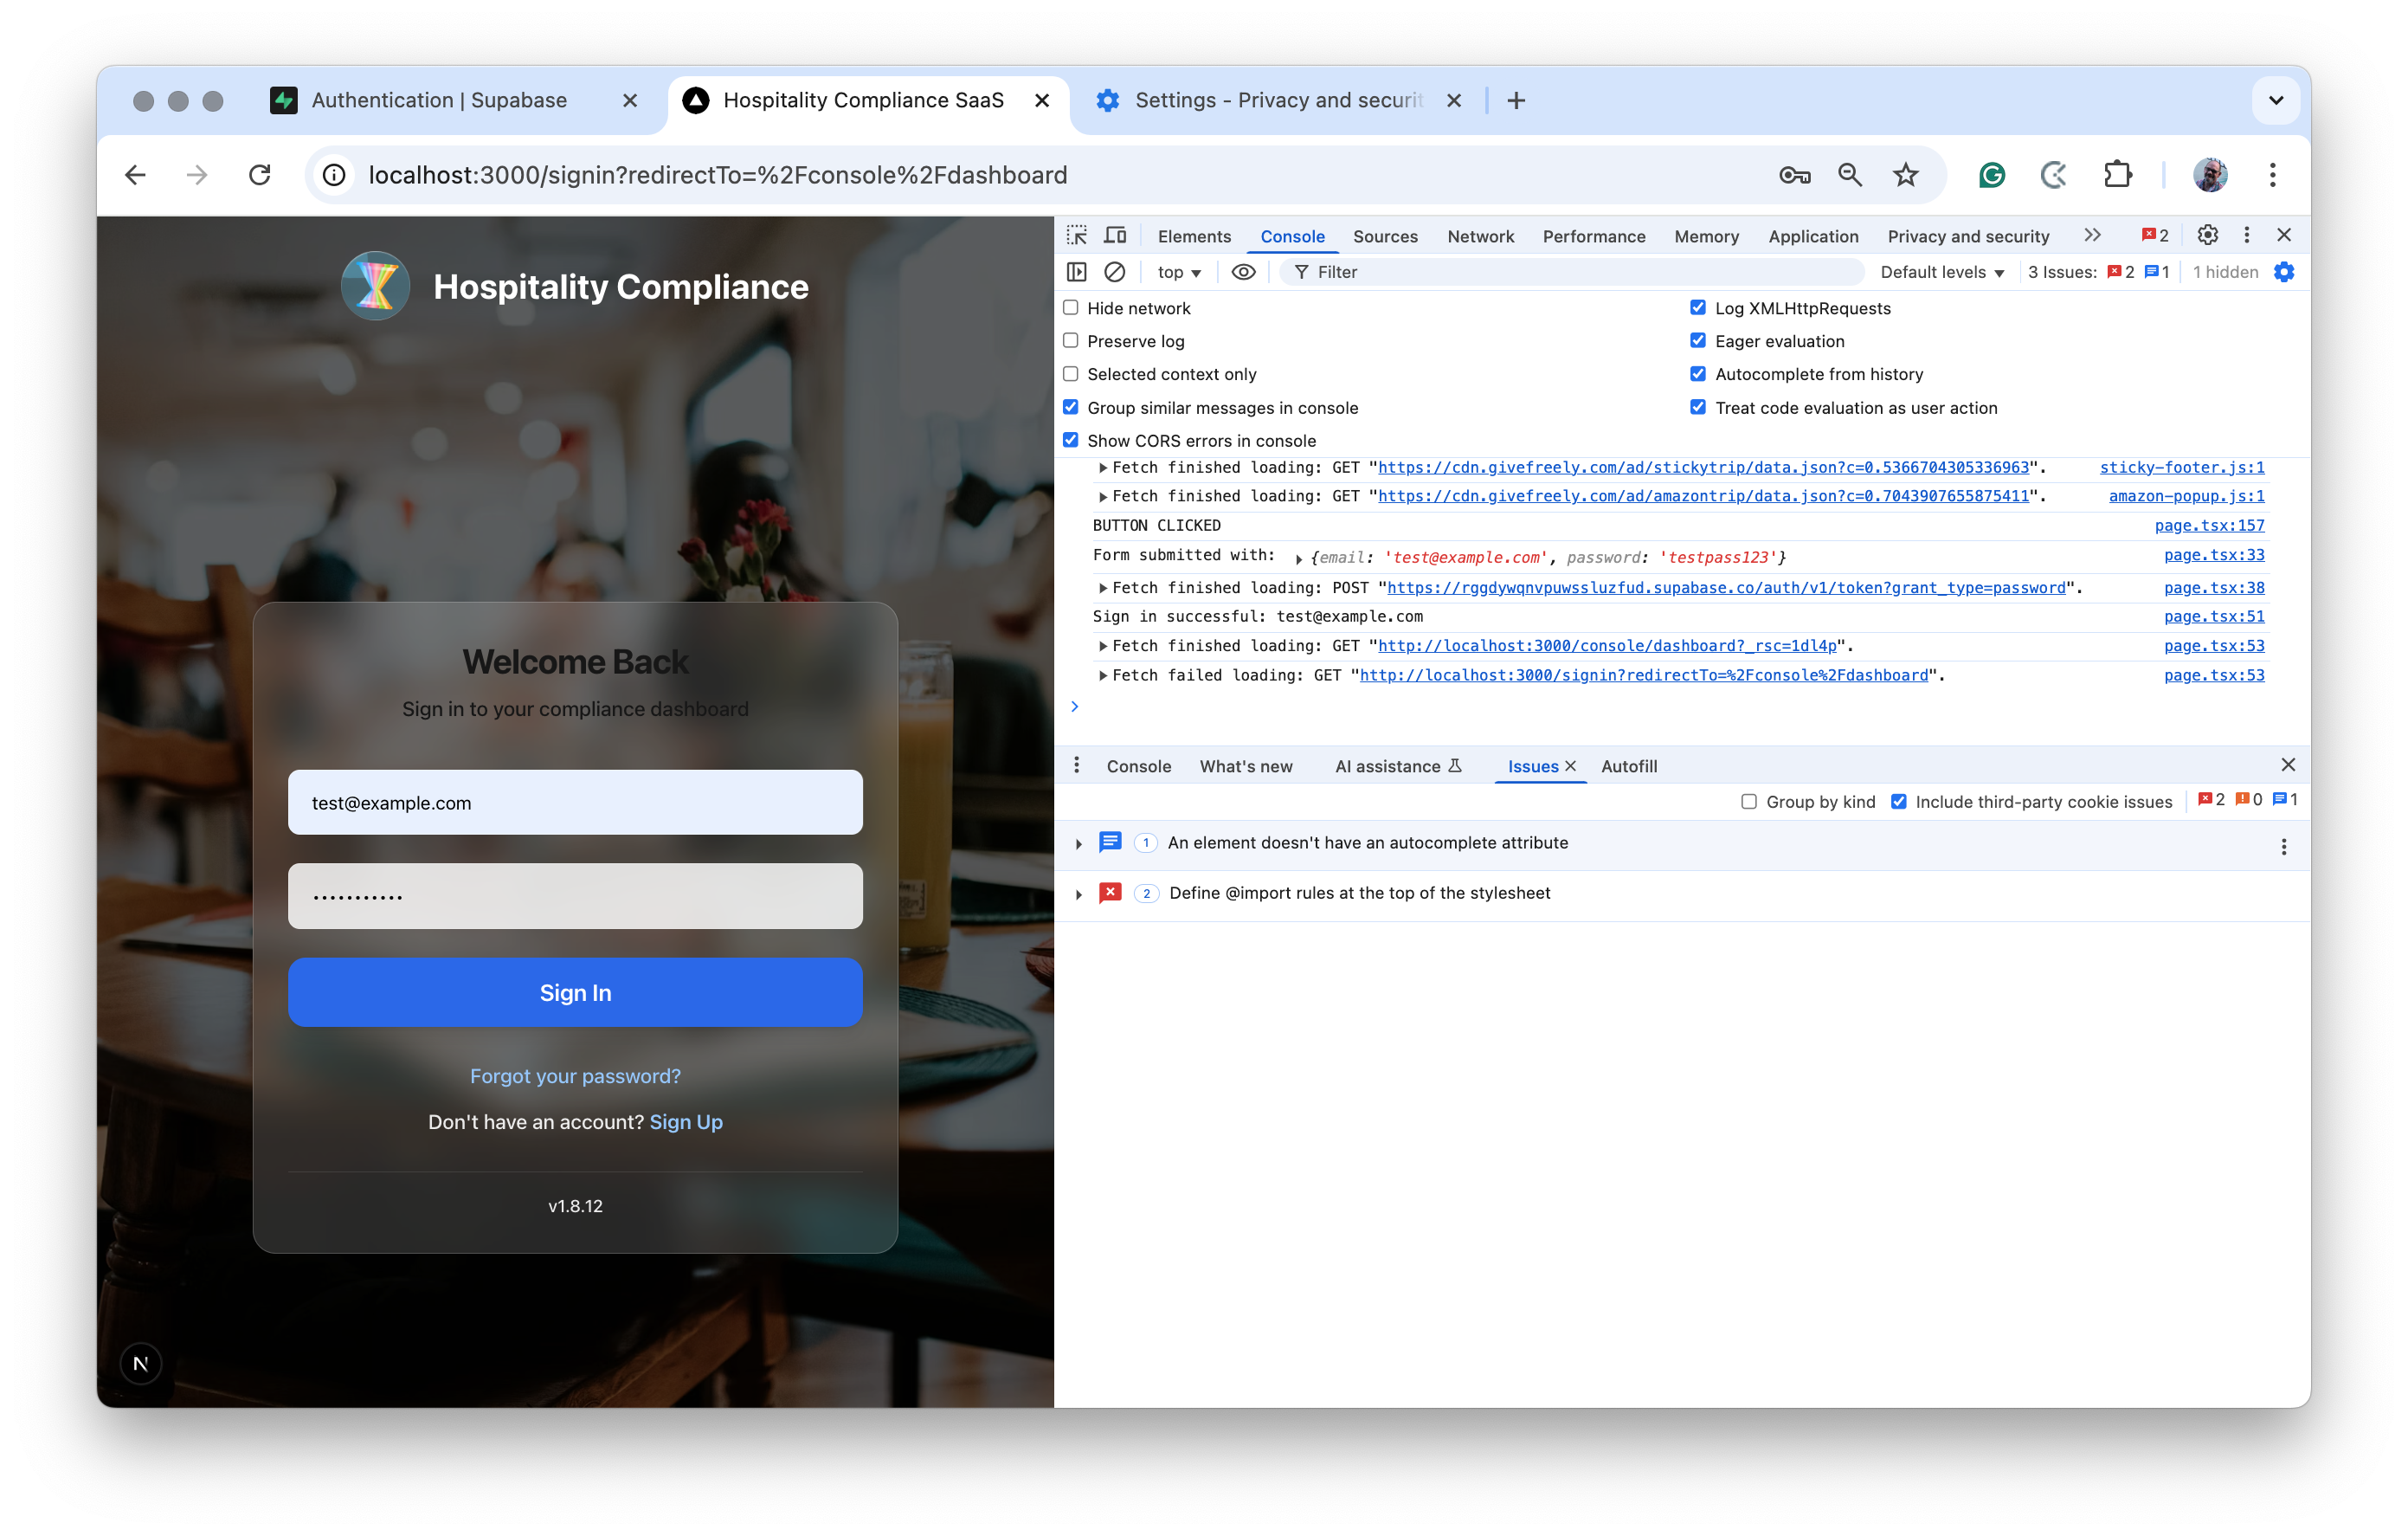 Authentication | Supabase
Hospitality Compliance SaaS
Settings - Privacy and securit
localhost:3000/signin?redirectTo=%2Fconsole%2Fdashboard
Hospitality Compliance
Welcome Back
Sign in to your compliance dashboard
test@example.com
•••••••••••
Sign In
Forgot your password?
Don't have an account? Sign Up
v1.8.12
N
Elements Console Sources Network Performance Memory Application Privacy and security 2
top Filter Default levels 3 Issues: 2 1 1 hidden
Hide network Log XMLHttpRequests
Preserve log Eager evaluation
Selected context only Autocomplete from history
Group similar messages in console Treat code evaluation as user action
Show CORS errors in console
Fetch finished loading: GET "https://cdn.givefreely.com/ad/stickytrip/data.json?c=0.5366704305336963". sticky-footer.js:1
Fetch finished loading: GET "https://cdn.givefreely.com/ad/amazontrip/data.json?c=0.7043907655875411". amazon-popup.js:1
BUTTON CLICKED page.tsx:157
Form submitted with: {email: 'test@example.com', password: 'testpass123'} page.tsx:33
Fetch finished loading: POST "https://rggdywqnvpuwssluzfud.supabase.co/auth/v1/token?grant_type=password". page.tsx:38
Sign in successful: test@example.com page.tsx:51
Fetch finished loading: GET "http://localhost:3000/console/dashboard?_rsc=1dl4p". page.tsx:53
Fetch failed loading: GET "http://localhost:3000/signin?redirectTo=%2Fconsole%2Fdashboard". page.tsx:53
Console What's new AI assistance Issues Autofill
Group by kind Include third-party cookie issues 2 0 1
1 An element doesn't have an autocomplete attribute
2 Define @import rules at the top of the stylesheet